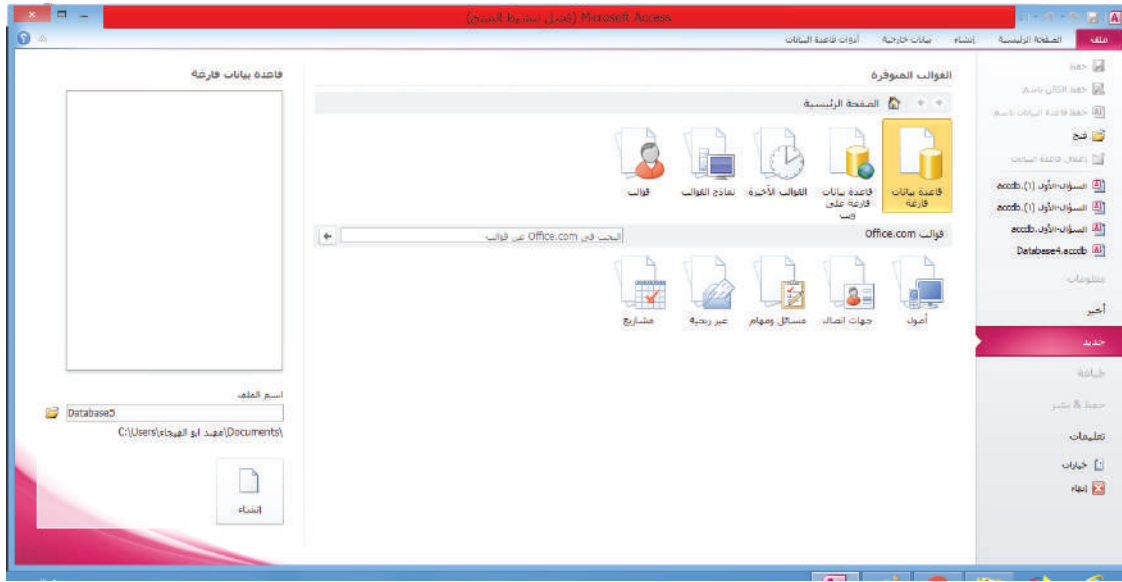 Microsoft Access (فشل تنشيط المنتج)
ملف
الصفحة الرئيسية
إنشاء
بيانات خارجية
أدوات قاعدة البيانات
حفظ
حفظ الكائن باسم
حفظ قاعدة البيانات باسم
فتح
إغلاق قاعدة البيانات
السؤال-الأول (1).accdb
السؤال-الأول (1).accdb
السؤال-الأول.accdb
Database4.accdb
معلومات
أخير
جديد
طباعة
حفظ & نشر
تعليمات
خيارات
إنهاء
القوالب المتوفرة
الصفحة الرئيسية
قاعدة بيانات فارغة
قاعدة بيانات فارغة على ويب
القوالب الأخيرة
نماذج القوالب
قوالب
قوالب Office.com
البحث في Office.com عن قوالب
أصول
جهات اتصال
مسائل ومهام
غير ربحية
مشاريع
قاعدة بيانات فارغة
اسم الملف
Database5
C:\Users\مهند ابو الهيجاء\Documents\
إنشاء